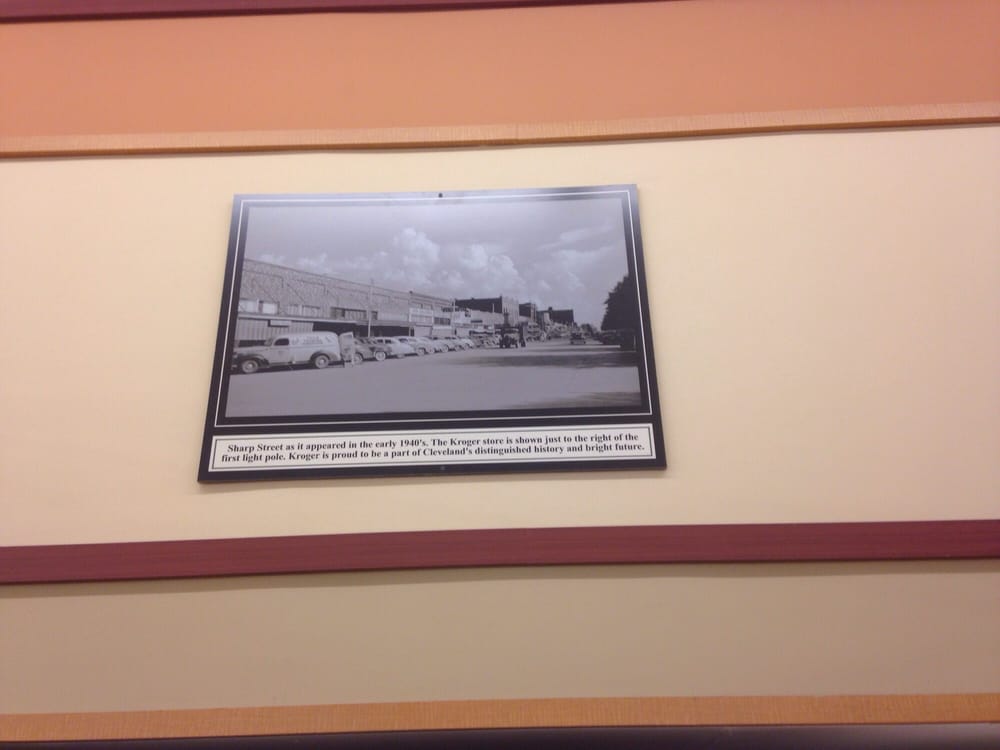 Sharp Street as it appeared in the early 1940's. The Kroger store is shown just to the right of the
first light pole. Kroger is proud to be a part of Cleveland's distinguished history and bright future.